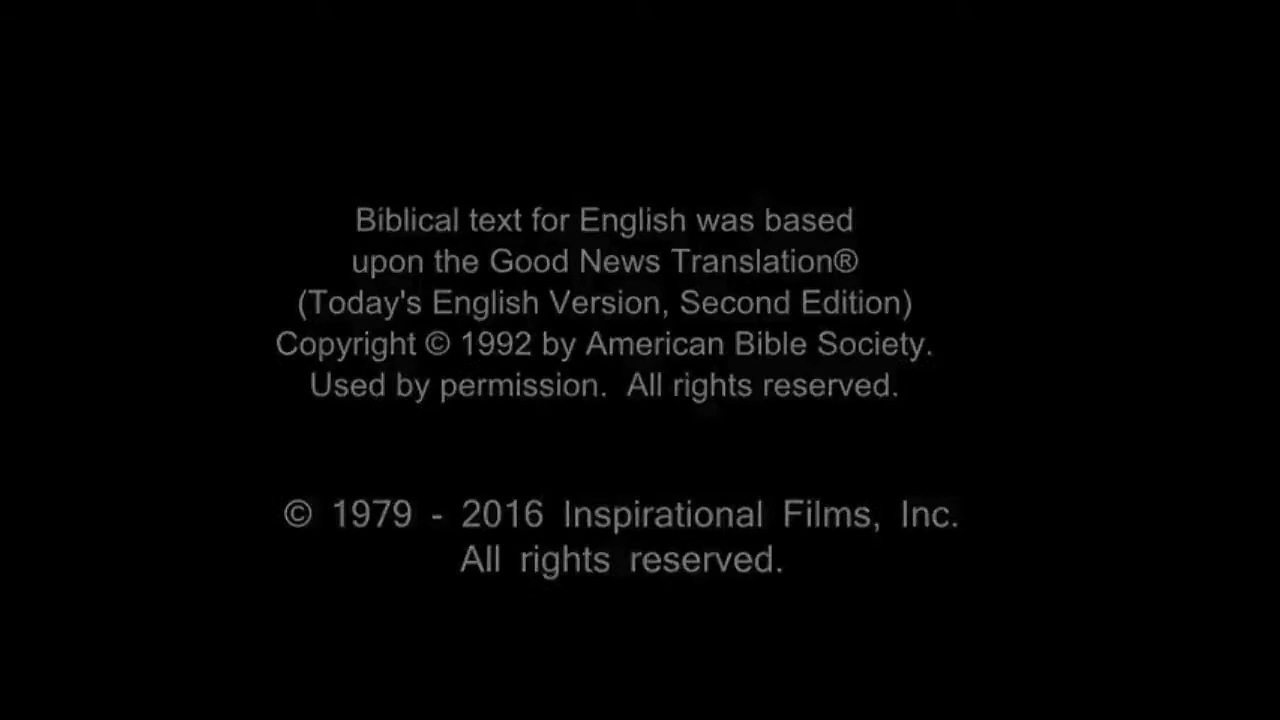 Biblical text for English was based
upon the Good News Translation®
(Today's English Version, Second Edition)
Copyright © 1992 by American Bible Society.
Used by permission.  All rights reserved.
© 1979 - 2016 Inspirational Films, Inc.
All rights reserved.